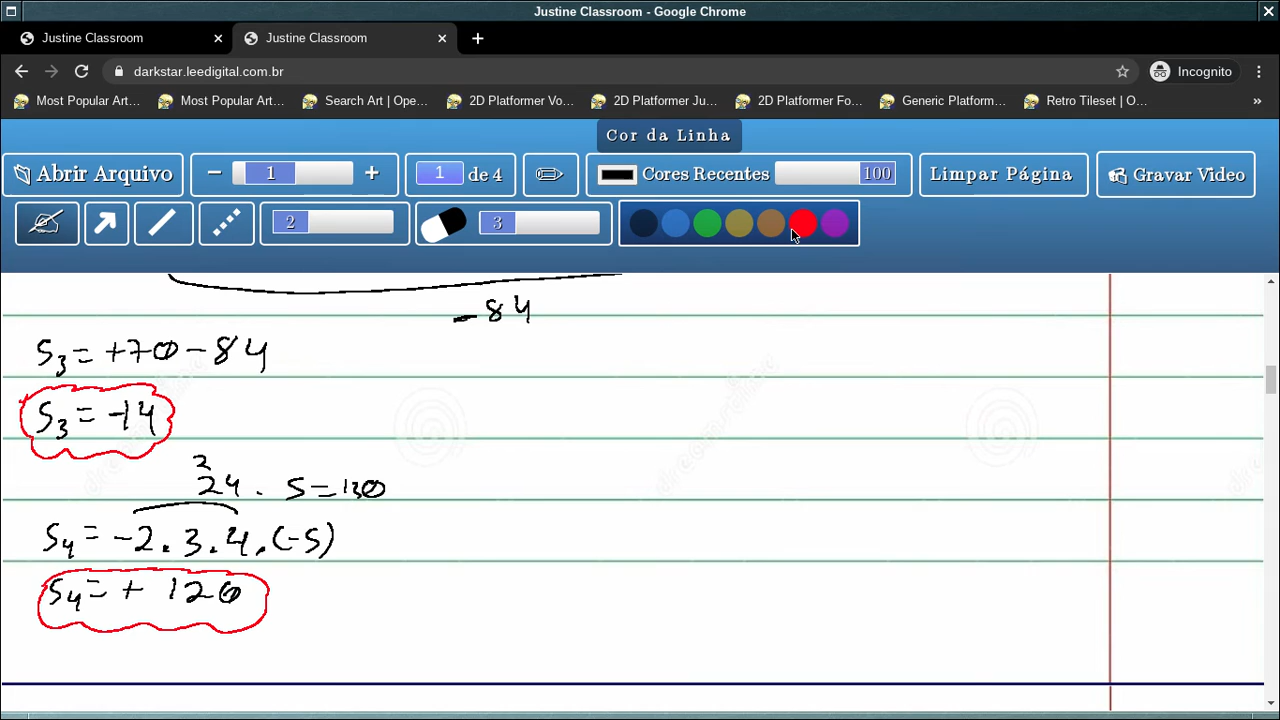 Justine Classroom - Google Chrome
Justine Classroom
Justine Classroom
darkstar.leedigital.com.br
Incognito
Most Popular Art...
Most Popular Art...
Search Art | Ope...
2D Platformer Vo...
2D Platformer Ju...
2D Platformer Fo...
Generic Platform...
Retro Tileset | O...
»
Cor da Linha
Abrir Arquivo
− 1 +
1 de 4
Cores Recentes 100
Limpar Página
Gravar Video
2
3
-84
S₃ = +70 - 84
S₃ = -14
2
24 . 5 = 120
S₄ = -2 . 3 . 4 . (-5)
S₄ = + 120